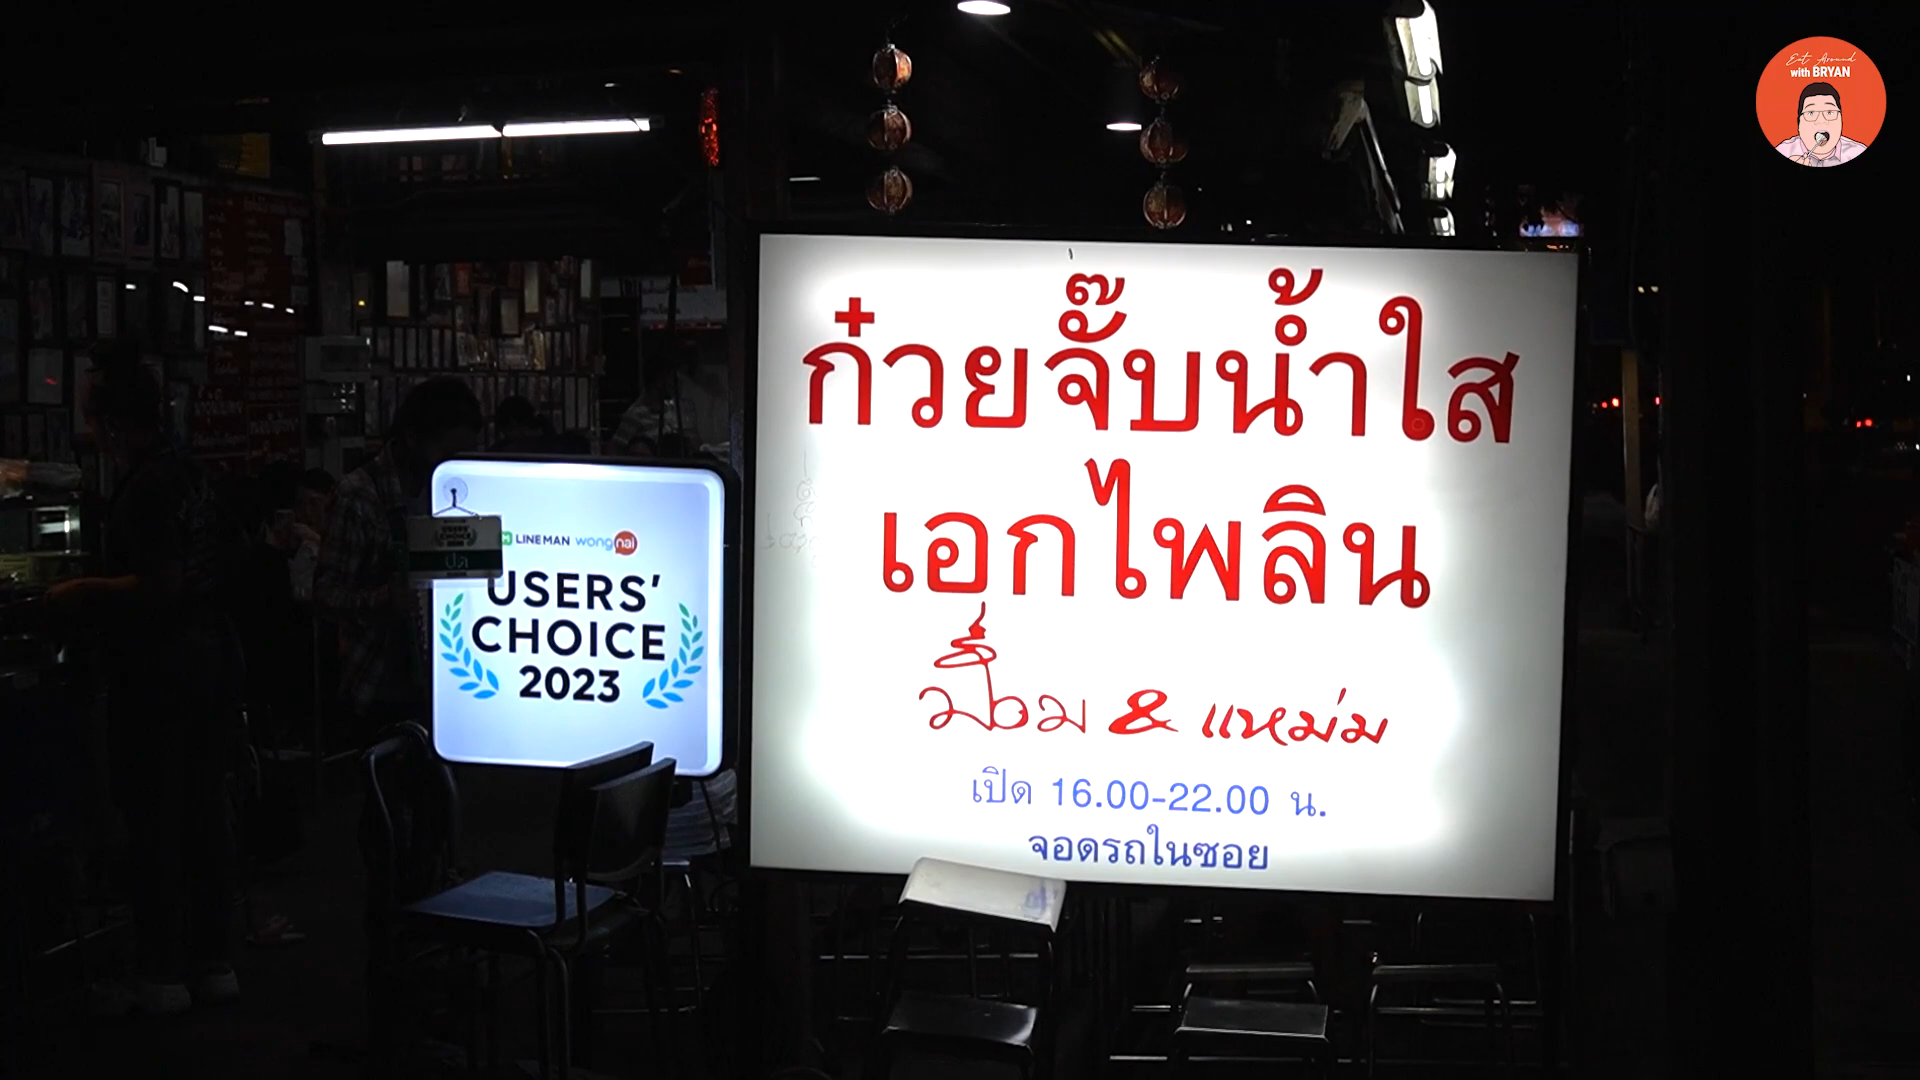 Eat Around
with BRYAN
ก๋วยจั๊บน้ำใส
เอกไพลิน
& แหม่ม
เปิด 16.00-22.00 น.
จอดรถในซอย
LINE MAN wongnai
USERS'
CHOICE
2023